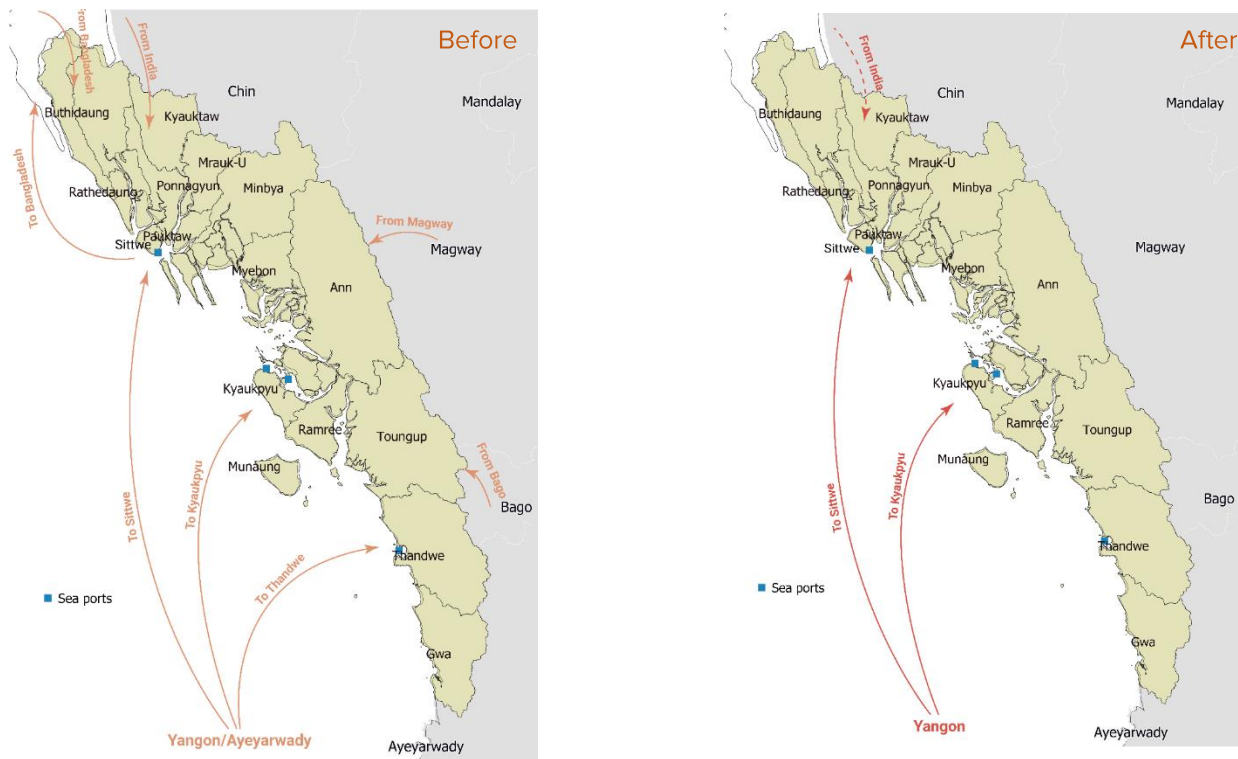 Before
From Bangladesh
From India
Chin
Mandalay
Buthidaung
Kyauktaw
To Bangladesh
Mrauk-U
Rathedaung
Ponnagyun
Minbya
From Magway
Pauktaw
Sittwe
Magway
Myebon
Ann
Kyaukpyu
Ramree
Toungup
Munaung
From Bago
Bago
To Sittwe
To Kyaukpyu
To Thandwe
Thandwe
Sea ports
Gwa
Yangon/Ayeyarwady
Ayeyarwady
After
From India
Chin
Mandalay
Buthidaung
Kyauktaw
Mrauk-U
Rathedaung
Ponnagyun
Minbya
Pauktaw
Sittwe
Magway
Myebon
Ann
Kyaukpyu
Ramree
Toungup
Munaung
Bago
To Sittwe
To Kyaukpyu
Thandwe
Sea ports
Gwa
Yangon
Ayeyarwady